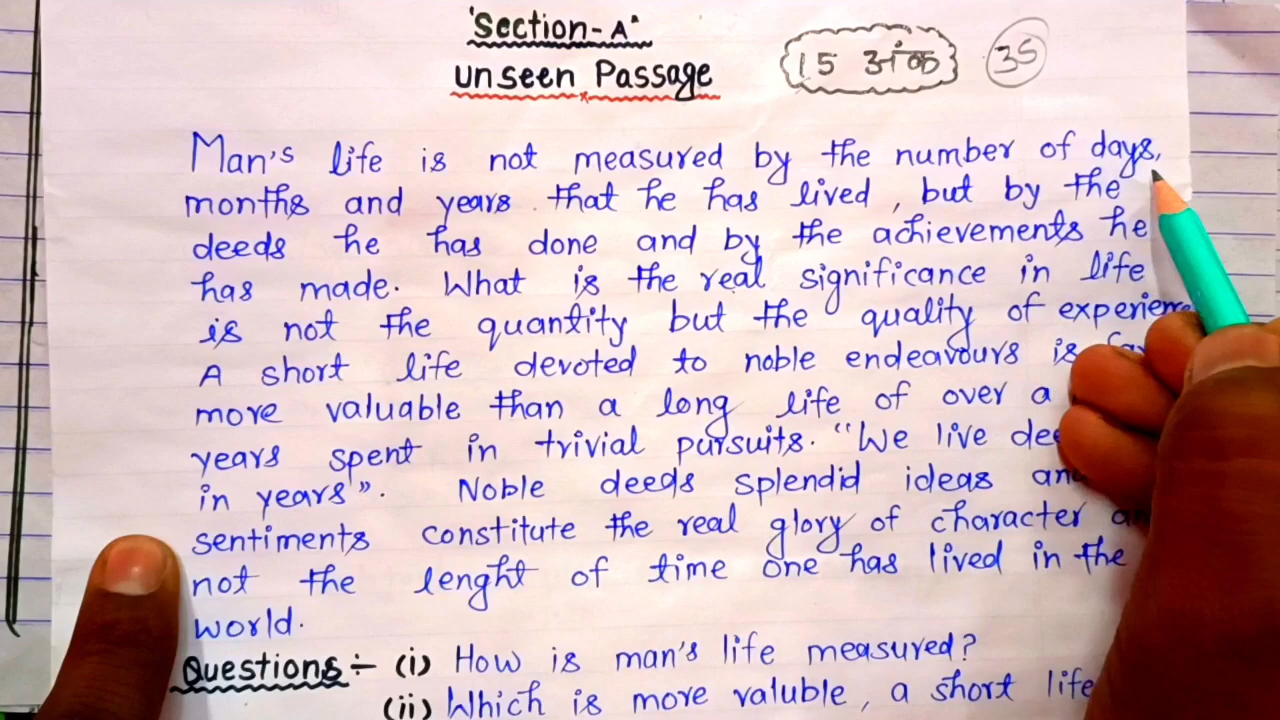 'Section-A'
Unseen Passage
15 अंक
35
Man's life is not measured by the number of days,
months and years that he has lived, but by the
deeds he has done and by the achievements he
has made. What is the real significance in life
is not the quantity but the quality of
A short life devoted to noble endeavours is
more valuable than a long life of over a
years spent in trivial pursuits. "We live
in years". Noble deeds splendid ideas
sentiments constitute the real glory of character
not the lenght of time one has lived in the
world.
Questions:- (i) How is man's life measured?
(ii) Which is more valuble, a short life